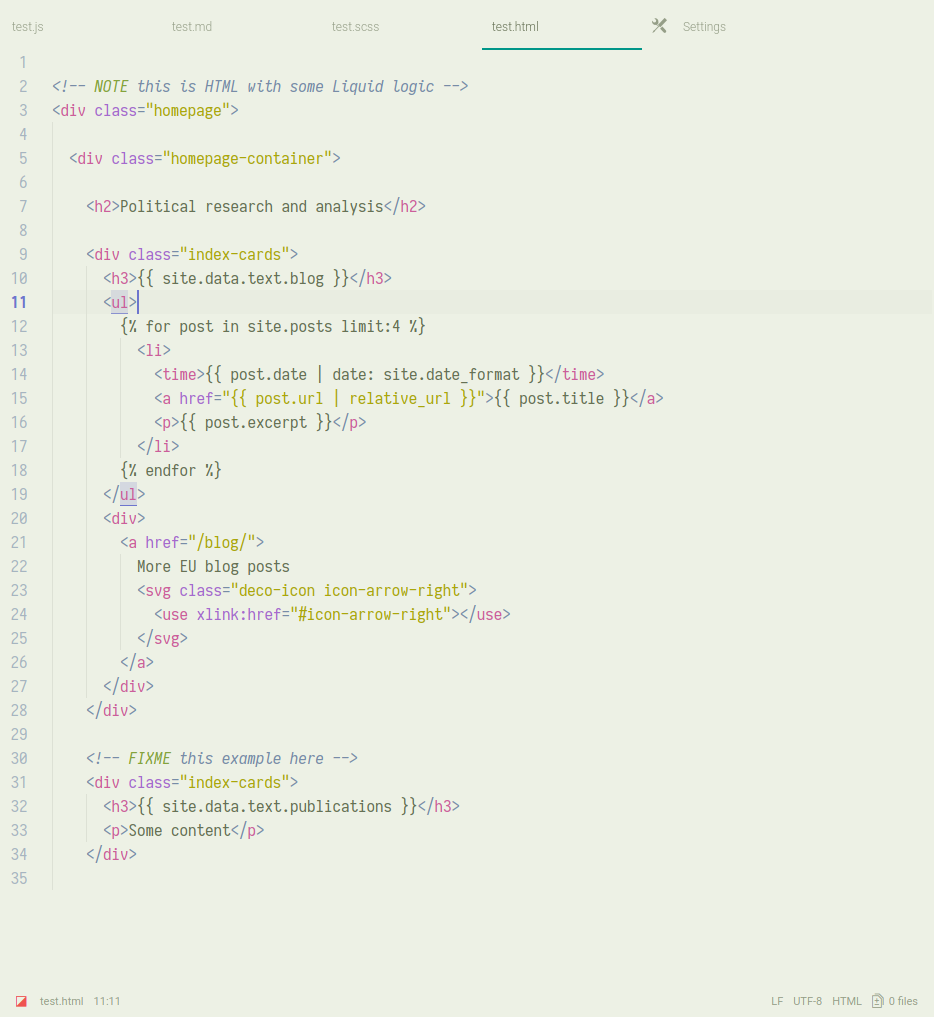 test.js test.md test.scss test.html Settings
1
2 <!-- NOTE this is HTML with some Liquid logic -->
3 <div class="homepage">
4
5 <div class="homepage-container">
6
7 <h2>Political research and analysis</h2>
8
9 <div class="index-cards">
10 <h3>{{ site.data.text.blog }}</h3>
11 <ul>
12 {% for post in site.posts limit:4 %}
13 <li>
14 <time>{{ post.date | date: site.date_format }}</time>
15 <a href="{{ post.url | relative_url }}">{{ post.title }}</a>
16 <p>{{ post.excerpt }}</p>
17 </li>
18 {% endfor %}
19 </ul>
20 <div>
21 <a href="/blog/">
22 More EU blog posts
23 <svg class="deco-icon icon-arrow-right">
24 <use xlink:href="#icon-arrow-right"></use>
25 </svg>
26 </a>
27 </div>
28 </div>
29
30 <!-- FIXME this example here -->
31 <div class="index-cards">
32 <h3>{{ site.data.text.publications }}</h3>
33 <p>Some content</p>
34 </div>
35
test.html 11:11 LF UTF-8 HTML 0 files